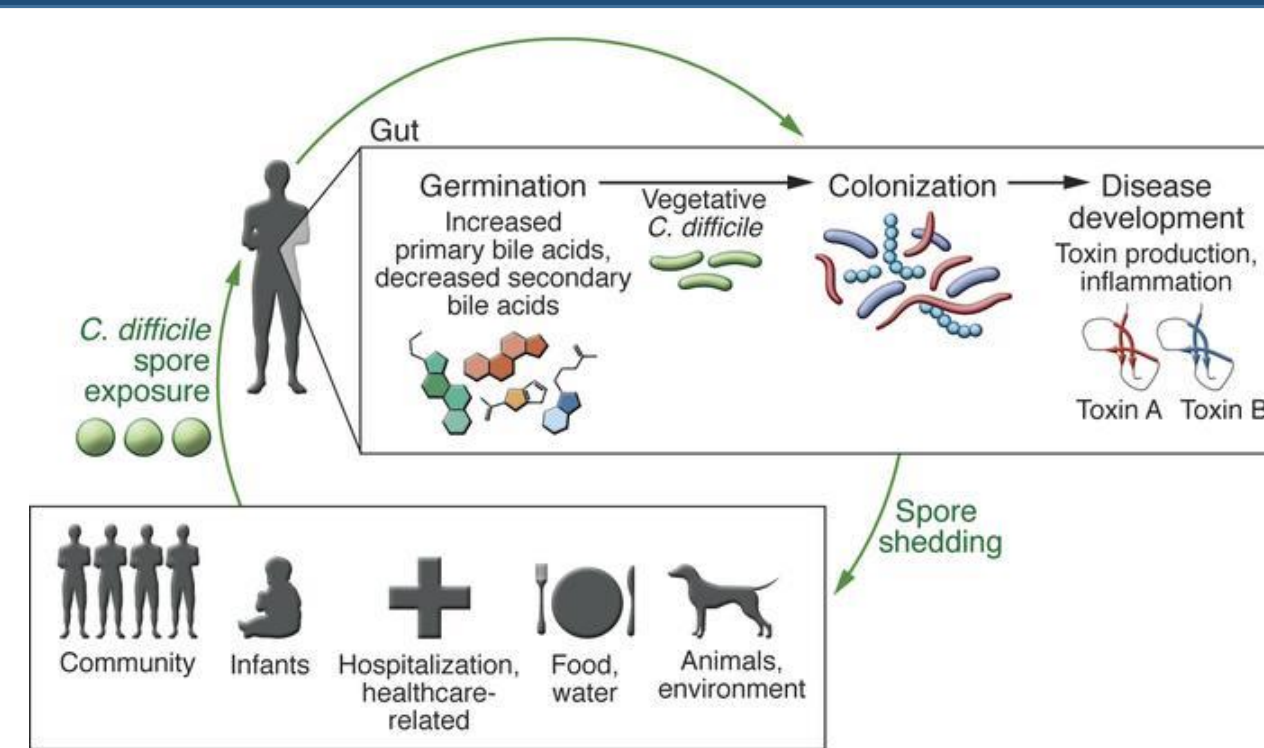 Gut
Germination
Increased
primary bile acids,
decreased secondary
bile acids
Vegetative
C. difficile
Colonization
Disease
development
Toxin production,
inflammation
Toxin A
Toxin B
C. difficile
spore
exposure
Spore
shedding
Community
Infants
Hospitalization,
healthcare-
related
Food,
water
Animals,
environment